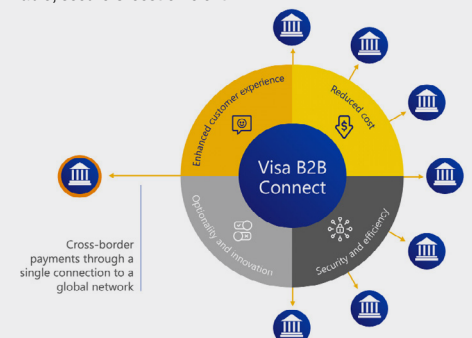 Enhanced customer experience
Reduced cost
Visa B2B
Connect
Optionality and innovation
Security and efficiency
Cross-border
payments through a
single connection to a
global network